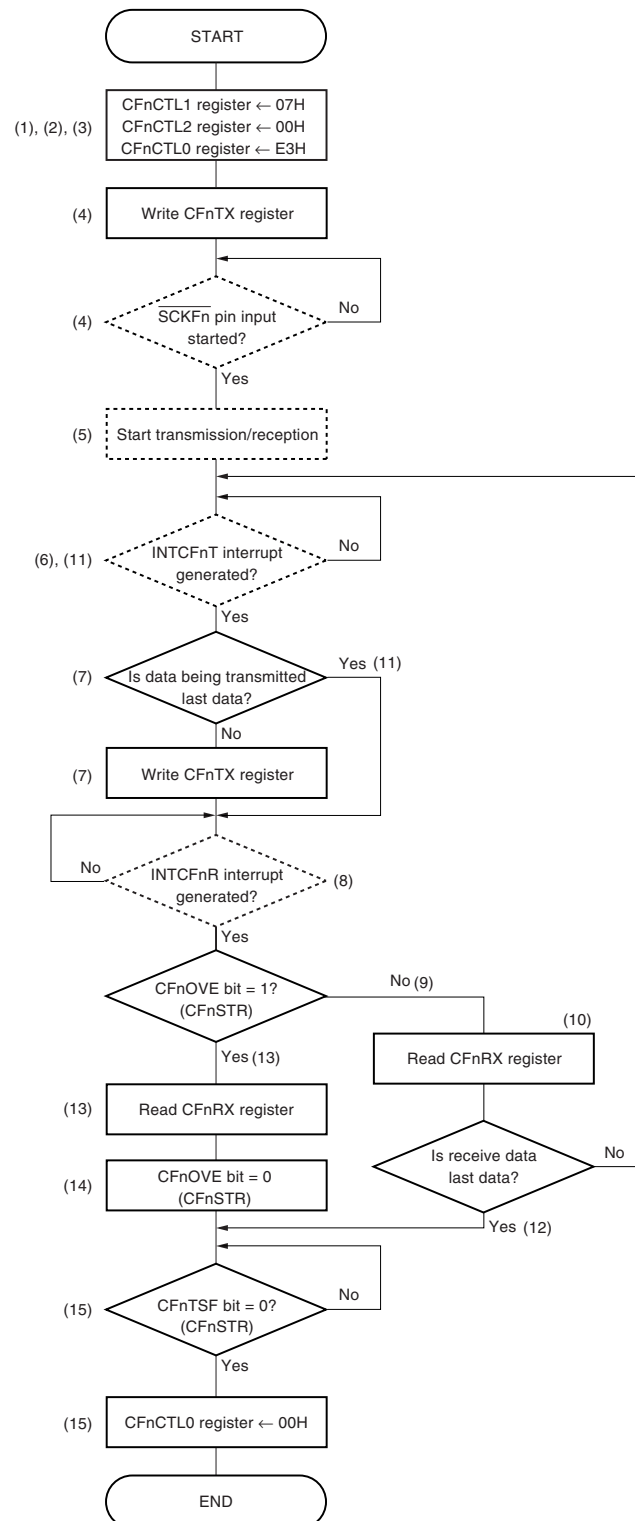 START
(1), (2), (3)
CFnCTL1 register ← 07H
CFnCTL2 register ← 00H
CFnCTL0 register ← E3H
(4)
Write CFnTX register
(4)
SCKFn pin input
started?
No
Yes
(5)
Start transmission/reception
(6), (11)
INTCFnT interrupt
generated?
No
Yes
(7)
Is data being transmitted
last data?
Yes (11)
No
(7)
Write CFnTX register
No
INTCFnR interrupt
generated?
(8)
Yes
CFnOVE bit = 1?
(CFnSTR)
No (9)
Yes (13)
(10)
Read CFnRX register
(13)
Read CFnRX register
Is receive data
last data?
No
Yes (12)
(14)
CFnOVE bit = 0
(CFnSTR)
(15)
CFnTSF bit = 0?
(CFnSTR)
No
Yes
(15)
CFnCTL0 register ← 00H
END